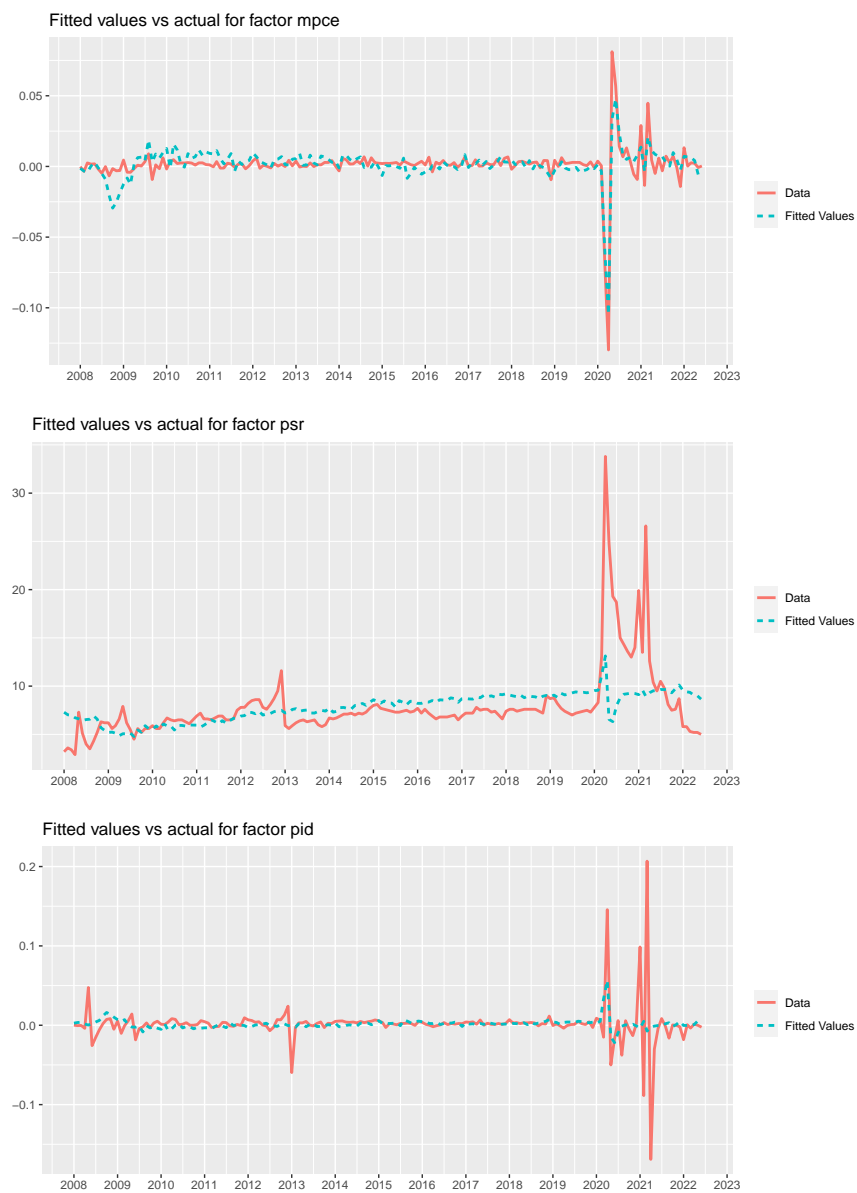 Fitted values vs actual for factor mpce
0.05
0.00
−0.05
−0.10
2008 2009 2010 2011 2012 2013 2014 2015 2016 2017 2018 2019 2020 2021 2022 2023
Data
Fitted Values
Fitted values vs actual for factor psr
30
20
10
2008 2009 2010 2011 2012 2013 2014 2015 2016 2017 2018 2019 2020 2021 2022 2023
Data
Fitted Values
Fitted values vs actual for factor pid
0.2
0.1
0.0
−0.1
2008 2009 2010 2011 2012 2013 2014 2015 2016 2017 2018 2019 2020 2021 2022 2023
Data
Fitted Values